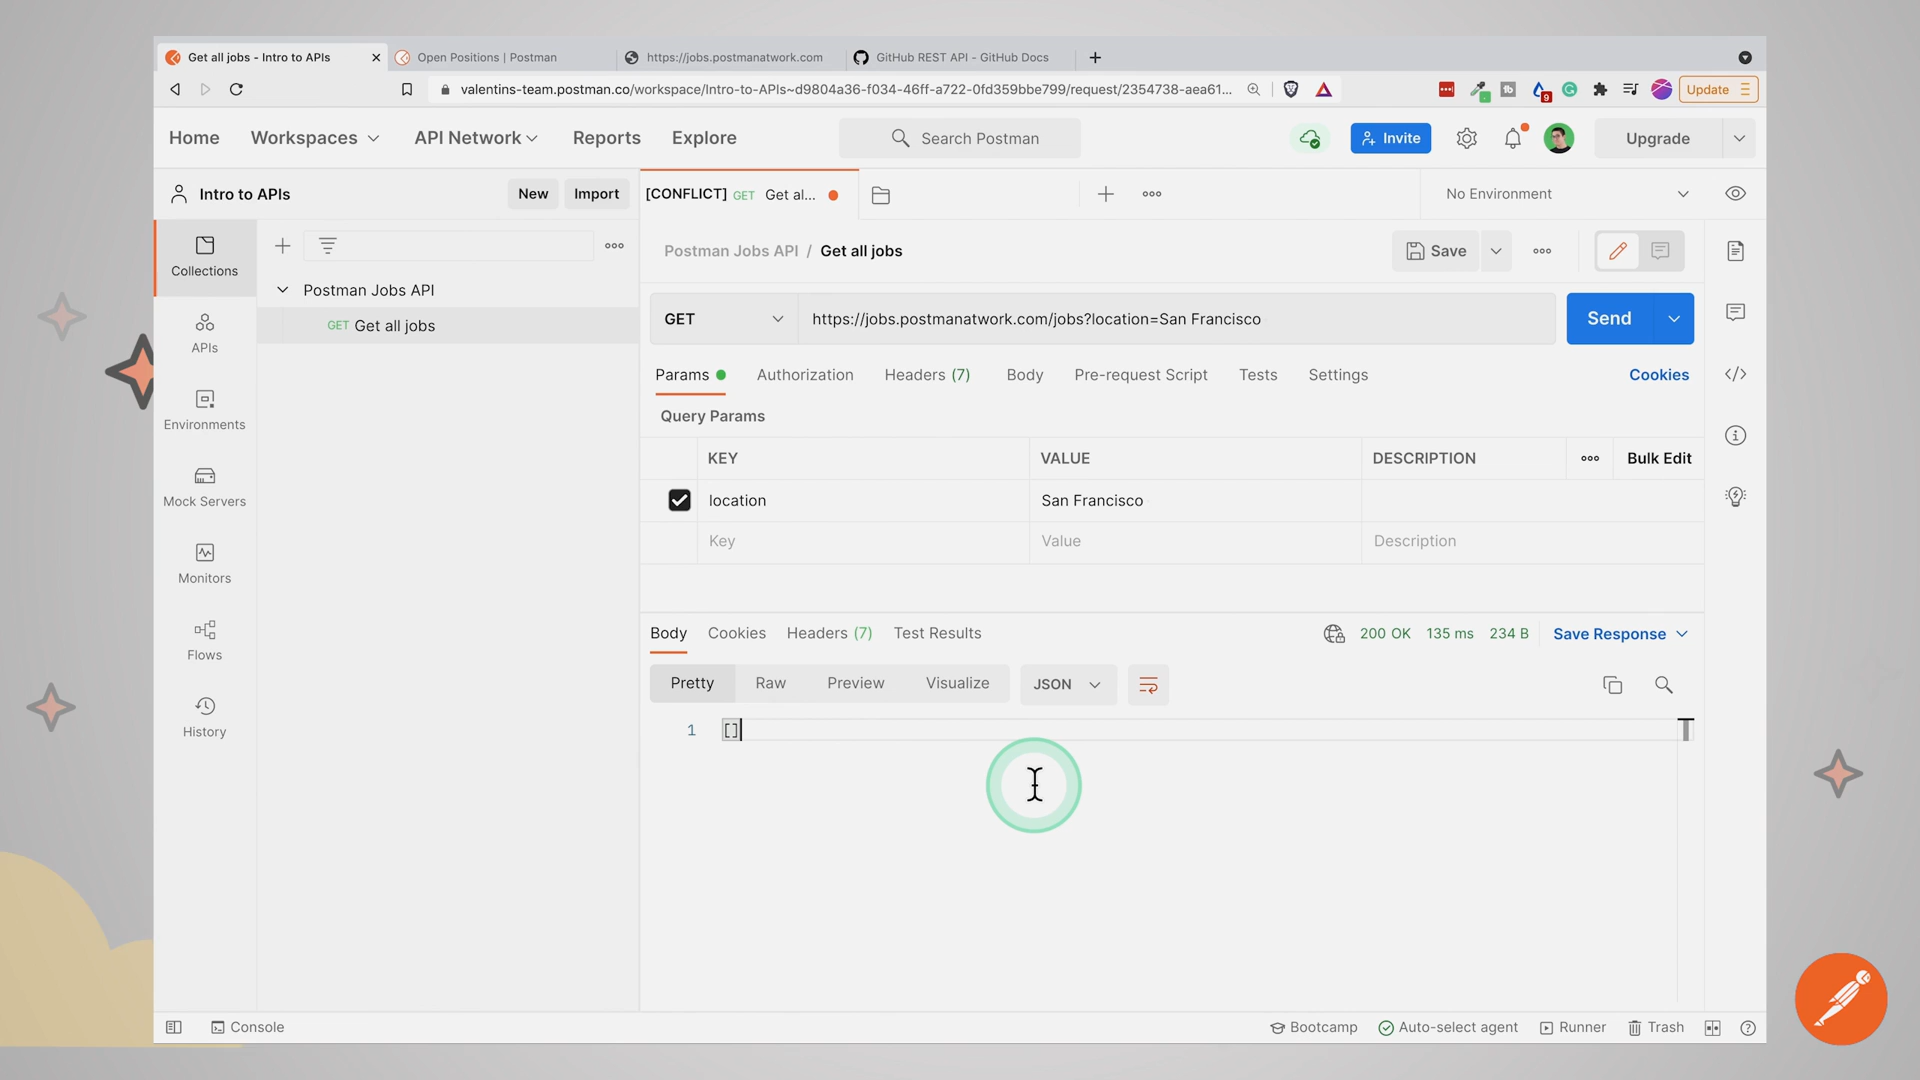 Get all jobs - Intro to APIs
Open Positions | Postman
https://jobs.postmanatwork.com
GitHub REST API - GitHub Docs
valentins-team.postman.co/workspace/Intro-to-APIs~d9804a36-f034-46ff-a722-0fd359bbe799/request/2354738-aea61...
9
Update
Home Workspaces API Network Reports Explore
Search Postman
Invite
Upgrade
Intro to APIs
New Import
[CONFLICT] GET Get al...
No Environment
Collections
APIs
Environments
Mock Servers
Monitors
Flows
History
Postman Jobs API
GET Get all jobs
Postman Jobs API / Get all jobs
Save
GET
https://jobs.postmanatwork.com/jobs?location=San Francisco
Send
Params Authorization Headers (7) Body Pre-request Script Tests Settings
Cookies
Query Params
KEY VALUE DESCRIPTION Bulk Edit
location San Francisco
Key Value Description
Body Cookies Headers (7) Test Results
200 OK 135 ms 234 B Save Response
Pretty Raw Preview Visualize JSON
1 []
Console
Bootcamp Auto-select agent Runner Trash